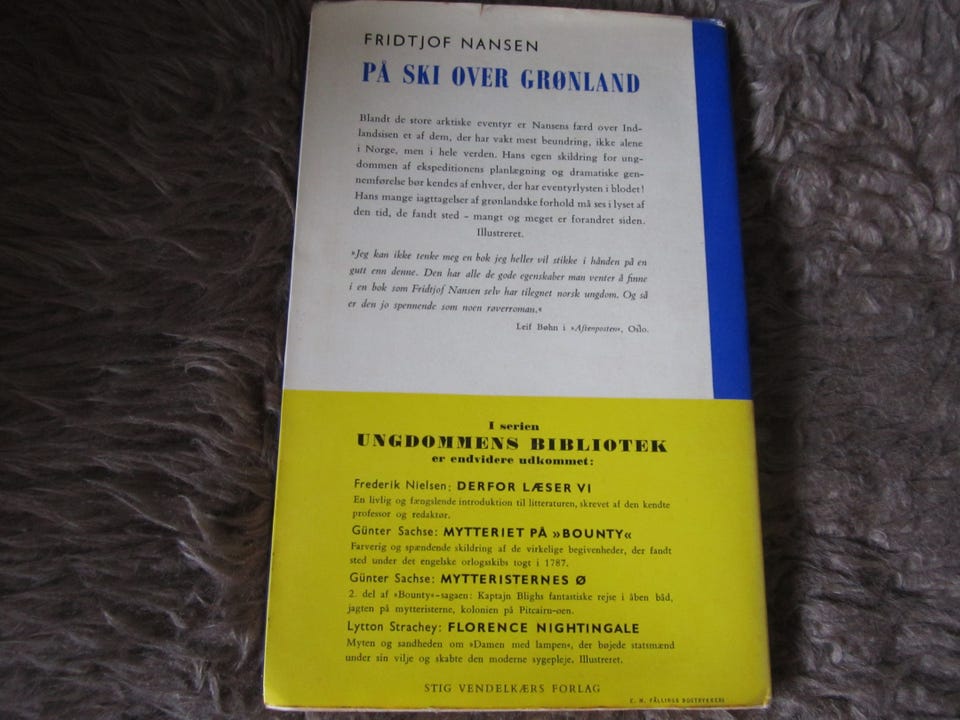 FRIDTJOF NANSEN
PÅ SKI OVER GRØNLAND
Blandt de store arktiske eventyr er Nansens færd over Ind-
landsisen et af dem, der har vakt mest beundring, ikke alene
i Norge, men i hele verden. Hans egen skildring for ung-
dommen af ekspeditionens planlægning og dramatiske gen-
nemførelse bør kendes af enhver, der har eventyrlysten i blodet!
Hans mange iagttagelser af grønlandske forhold må ses i lyset af
den tid, de fandt sted – mangt og meget er forandret siden.
Illustreret.
»Jeg kan ikke tenke meg en bok jeg heller vil stikke i hånden på en
gutt enn denne. Den har alle de gode egenskaber man venter å finne
i en bok som Fridtjof Nansen selv har tilegnet norsk ungdom. Og så
er den jo spennende som noen røverroman.«
Leif Bøhn i »Aftenposten«, Oslo.
I serien
UNGDOMMENS BIBLIOTEK
er endvidere udkommet:
Frederik Nielsen: DERFOR LÆSER VI
En livlig og fængslende introduktion til litteraturen, skrevet af den kendte
professor og redaktør.
Günter Sachse: MYTTERIET PÅ »BOUNTY«
Farverig og spændende skildring af de virkelige begivenheder, der fandt
sted under det engelske orlogsskibs togt i 1787.
Günter Sachse: MYTTERISTERNES Ø
2. del af »Bounty«-sagaen: Kaptajn Blighs fantastiske rejse i åben båd,
jagten på mytteristerne, kolonien på Pitcairn-øen.
Lytton Strachey: FLORENCE NIGHTINGALE
Myten og sandheden om »Damen med lampen«, der bøjede statsmænd
under sin vilje og skabte den moderne sygepleje. Illustreret.
STIG VENDELKÆRS FORLAG
E. M. FÄLLINGS BOGTRYKKERI